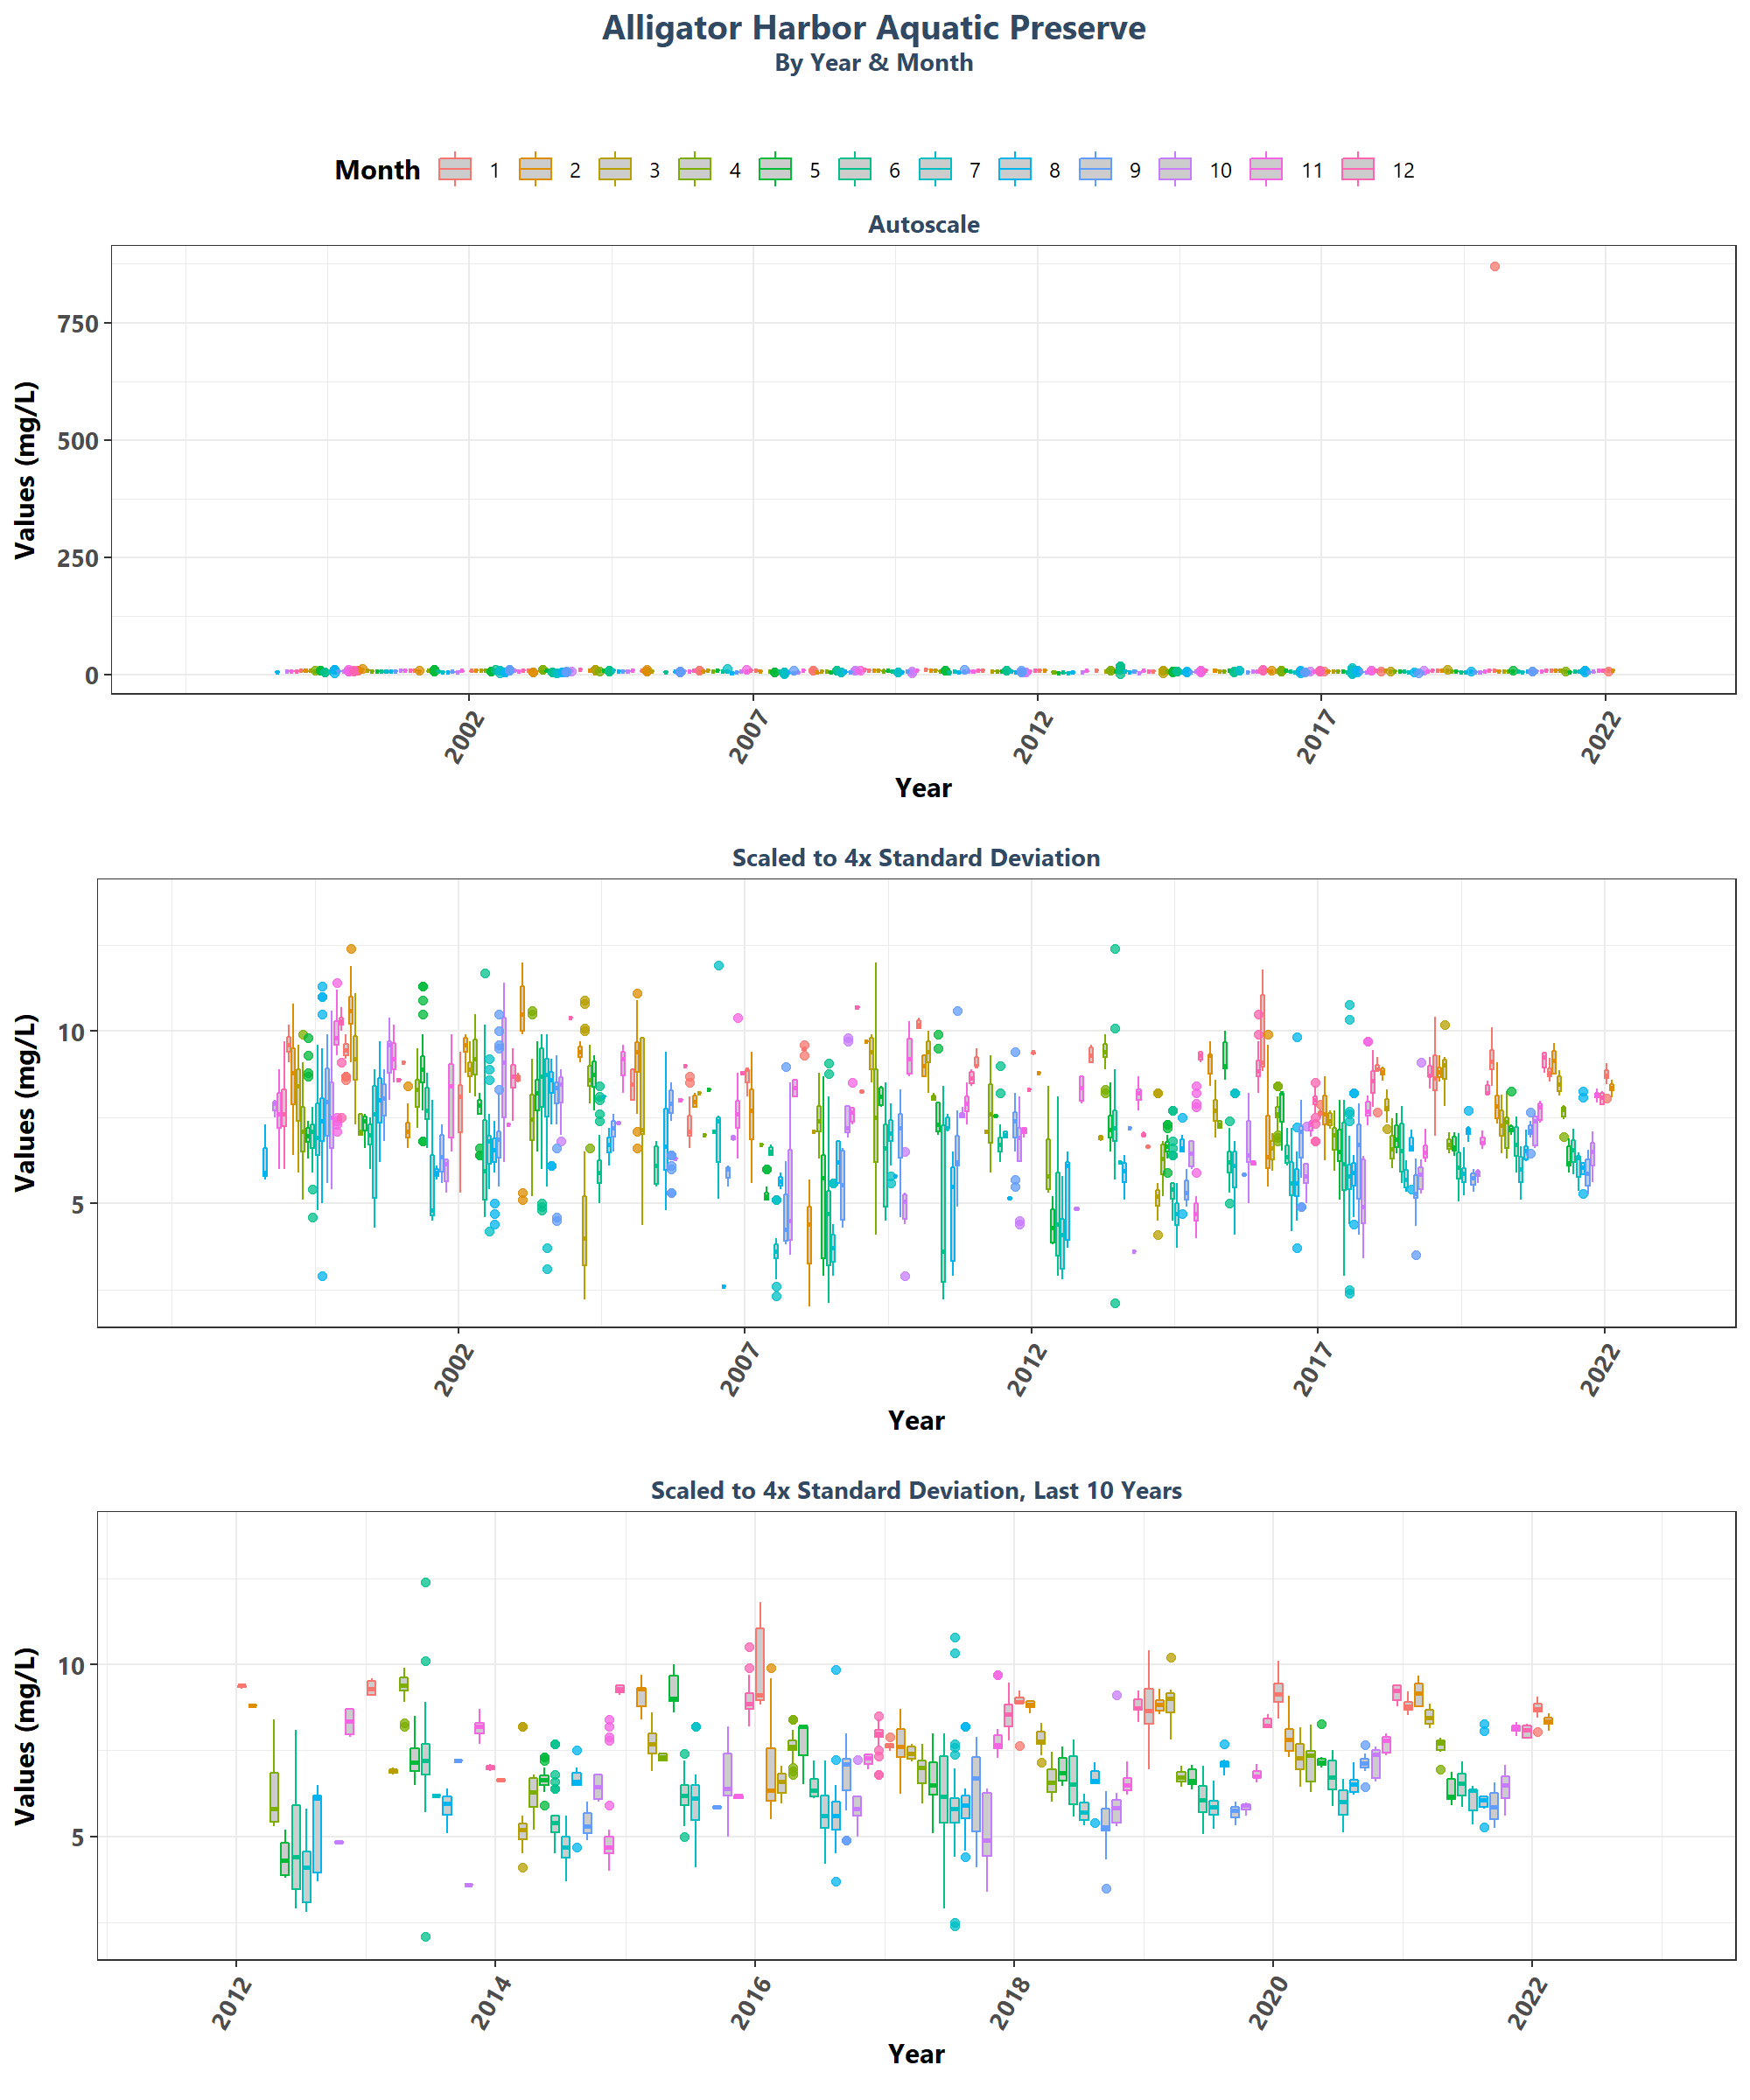 Alligator Harbor Aquatic Preserve
By Year & Month
Month 1 2 3 4 5 6 7 8 9 10 11 12
Autoscale
Values (mg/L)
750
500
250
0
2002 2007 2012 2017 2022
Year
Scaled to 4x Standard Deviation
Values (mg/L)
10
5
2002 2007 2012 2017 2022
Year
Scaled to 4x Standard Deviation, Last 10 Years
Values (mg/L)
10
5
2012 2014 2016 2018 2020 2022
Year